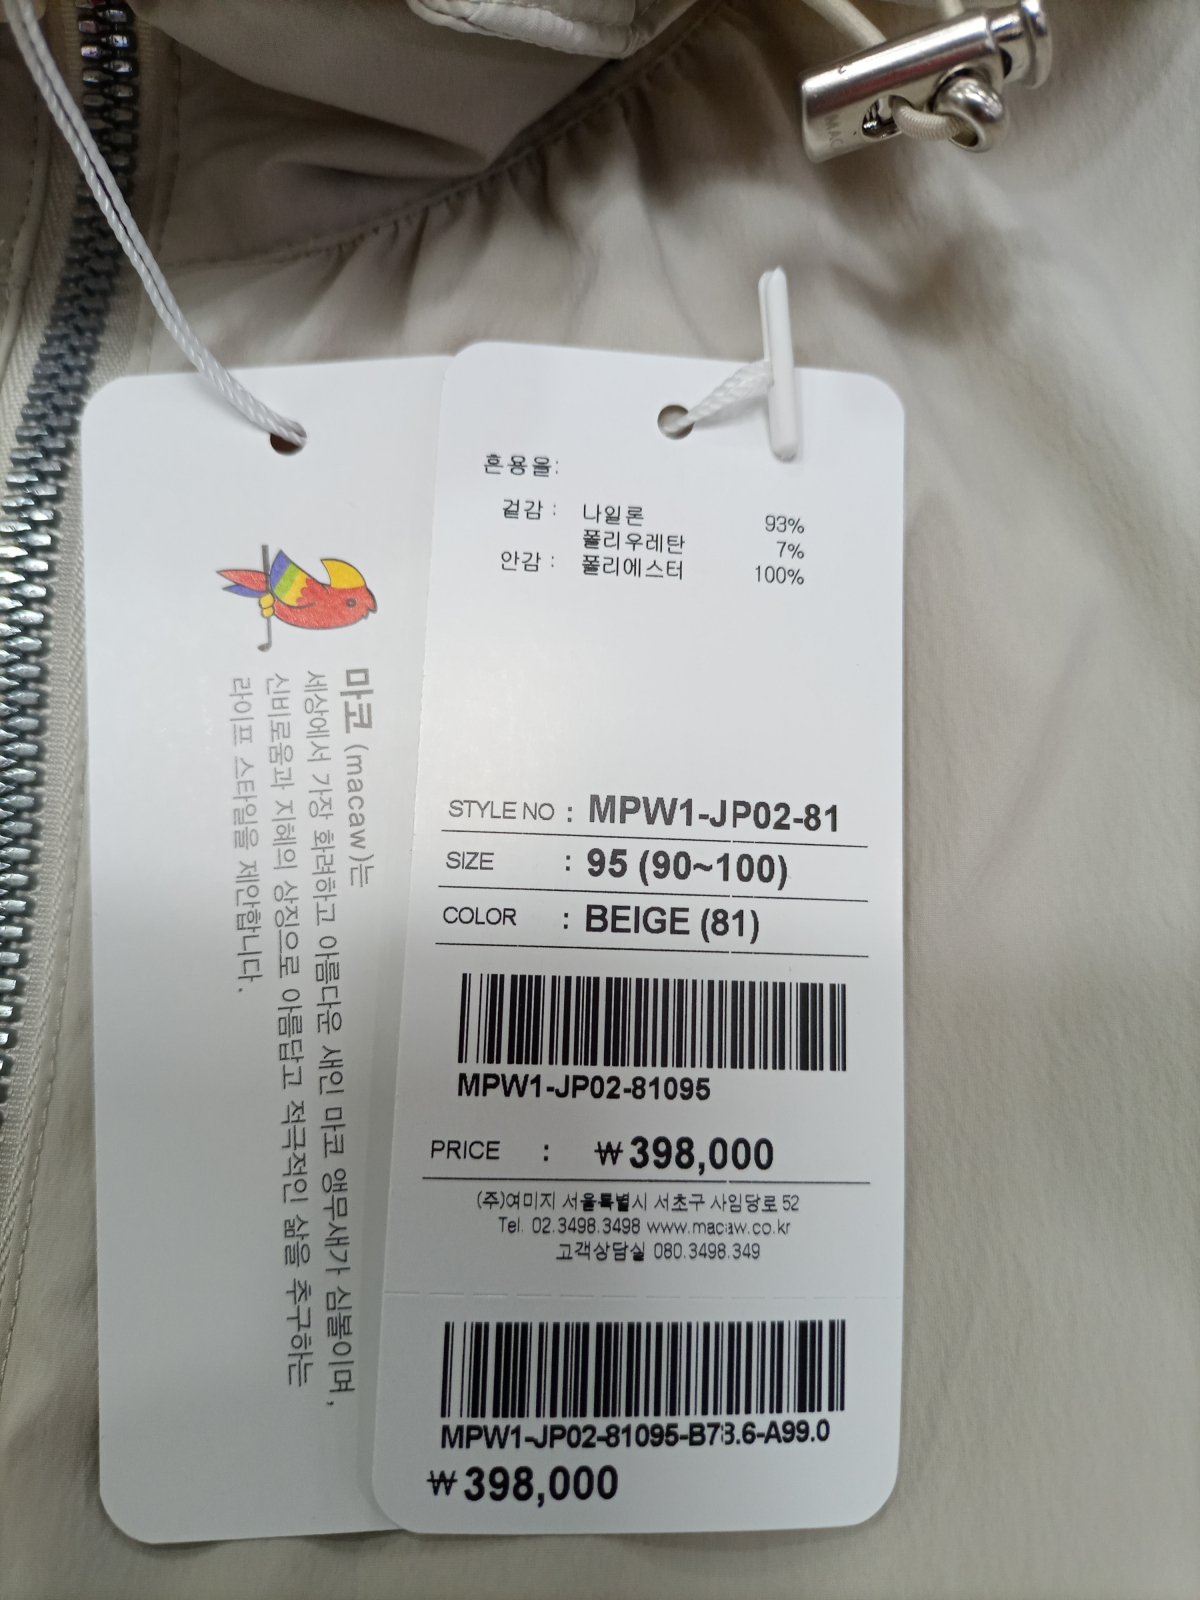 마코 (macaw)는
세상에서 가장 화려하고 아름다운 새인 마코 앵무새가 심볼이며,
신비로움과 지혜의 상징으로 아름답고 적극적인 삶을 추구하는
라이프 스타일을 제안합니다.
혼용율:
겉감 : 나일론 93%
폴리우레탄 7%
안감 : 폴리에스터 100%
STYLE NO : MPW1-JP02-81
SIZE : 95 (90~100)
COLOR : BEIGE (81)
MPW1-JP02-81095
PRICE : ₩398,000
(주)여미지 서울특별시 서초구 사임당로 52
Tel. 02.3498.3498 www.macaw.co.kr
고객상담실 080.3498.349
MPW1-JP02-81095-B73.6-A99.0
₩398,000
MAC